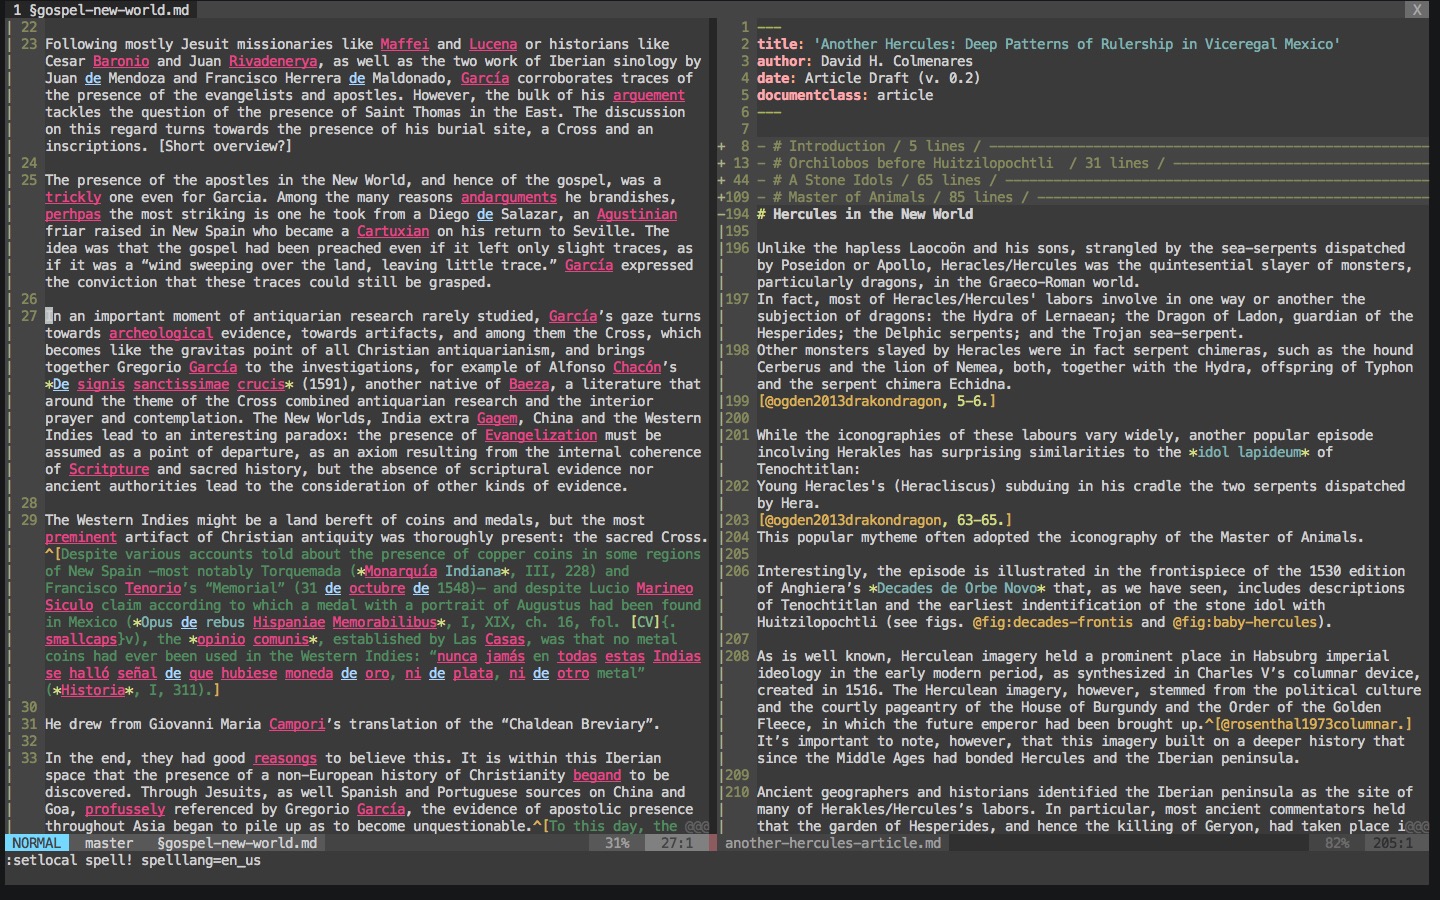 1 §gospel-new-world.md X
22
23 Following mostly Jesuit missionaries like Maffei and Lucena or historians like
Cesar Baronio and Juan Rivadenerya, as well as the two work of Iberian sinology by
Juan de Mendoza and Francisco Herrera de Maldonado, García corroborates traces of
the presence of the evangelists and apostles. However, the bulk of his arguement
tackles the question of the presence of Saint Thomas in the East. The discussion
on this regard turns towards the presence of his burial site, a Cross and an
inscriptions. [Short overview?]
24
25 The presence of the apostles in the New World, and hence of the gospel, was a
trickly one even for Garcia. Among the many reasons andarguments he brandishes,
perhpas the most striking is one he took from a Diego de Salazar, an Agustinian
friar raised in New Spain who became a Cartuxian on his return to Seville. The
idea was that the gospel had been preached even if it left only slight traces, as
if it was a “wind sweeping over the land, leaving little trace.” García expressed
the conviction that these traces could still be grasped.
26
27 In an important moment of antiquarian research rarely studied, García’s gaze turns
towards archeological evidence, towards artifacts, and among them the Cross, which
becomes like the gravitas point of all Christian antiquarianism, and brings
together Gregorio García to the investigations, for example of Alfonso Chacón’s
*De signis sanctissimae crucis* (1591), another native of Baeza, a literature that
around the theme of the Cross combined antiquarian research and the interior
prayer and contemplation. The New Worlds, India extra Gagem, China and the Western
Indies lead to an interesting paradox: the presence of Evangelization must be
assumed as a point of departure, as an axiom resulting from the internal coherence
of Scritpture and sacred history, but the absence of scriptural evidence nor
ancient authorities lead to the consideration of other kinds of evidence.
28
29 The Western Indies might be a land bereft of coins and medals, but the most
preminent artifact of Christian antiquity was thoroughly present: the sacred Cross.
^[Despite various accounts told about the presence of copper coins in some regions
of New Spain —most notably Torquemada (*Monarquía Indiana*, III, 228) and
Francisco Tenorio’s “Memorial” (31 de octubre de 1548)— and despite Lucio Marineo
Siculo claim according to which a medal with a portrait of Augustus had been found
in Mexico (*Opus de rebus Hispaniae Memorabilibus*, I, XIX, ch. 16, fol. [CV]{.
smallcaps}v), the *opinio comunis*, established by Las Casas, was that no metal
coins had ever been used in the Western Indies: “nunca jamás en todas estas Indias
se halló señal de que hubiese moneda de oro, ni de plata, ni de otro metal”
(*Historia*, I, 311).]
30
31 He drew from Giovanni Maria Campori’s translation of the “Chaldean Breviary”.
32
33 In the end, they had good reasongs to believe this. It is within this Iberian
space that the presence of a non-European history of Christianity begand to be
discovered. Through Jesuits, as well Spanish and Portuguese sources on China and
Goa, profussely referenced by Gregorio García, the evidence of apostolic presence
throughout Asia began to pile up as to become unquestionable.^[To this day, the @@@
NORMAL master §gospel-new-world.md 31% 27:1
:setlocal spell! spelllang=en_us
1 ---
2 title: 'Another Hercules: Deep Patterns of Rulership in Viceregal Mexico'
3 author: David H. Colmenares
4 date: Article Draft (v. 0.2)
5 documentclass: article
6 ---
7
+ 8 - # Introduction / 5 lines /
+ 13 - # Orchilobos before Huitzilopochtli / 31 lines /
+ 44 - # A Stone Idols / 65 lines /
+109 - # Master of Animals / 85 lines /
-194 # Hercules in the New World
195
196 Unlike the hapless Laocoön and his sons, strangled by the sea-serpents dispatched
by Poseidon or Apollo, Heracles/Hercules was the quintesential slayer of monsters,
particularly dragons, in the Graeco-Roman world.
197 In fact, most of Heracles/Hercules' labors involve in one way or another the
subjection of dragons: the Hydra of Lernaean; the Dragon of Ladon, guardian of the
Hesperides; the Delphic serpents; and the Trojan sea-serpent.
198 Other monsters slayed by Heracles were in fact serpent chimeras, such as the hound
Cerberus and the lion of Nemea, both, together with the Hydra, offspring of Typhon
and the serpent chimera Echidna.
199 [@ogden2013drakondragon, 5-6.]
200
201 While the iconographies of these labours vary widely, another popular episode
incolving Herakles has surprising similarities to the *idol lapideum* of
Tenochtitlan:
202 Young Heracles's (Heracliscus) subduing in his cradle the two serpents dispatched
by Hera.
203 [@ogden2013drakondragon, 63-65.]
204 This popular mytheme often adopted the iconography of the Master of Animals.
205
206 Interestingly, the episode is illustrated in the frontispiece of the 1530 edition
of Anghiera’s *Decades de Orbe Novo* that, as we have seen, includes descriptions
of Tenochtitlan and the earliest indentification of the stone idol with
Huitzilopochtli (see figs. @fig:decades-frontis and @fig:baby-hercules).
207
208 As is well known, Herculean imagery held a prominent place in Habsubrg imperial
ideology in the early modern period, as synthesized in Charles V’s columnar device,
created in 1516. The Herculean imagery, however, stemmed from the political culture
and the courtly pageantry of the House of Burgundy and the Order of the Golden
Fleece, in which the future emperor had been brought up.^[@rosenthal1973columnar.]
It’s important to note, however, that this imagery built on a deeper history that
since the Middle Ages had bonded Hercules and the Iberian peninsula.
209
210 Ancient geographers and historians identified the Iberian peninsula as the site of
many of Herakles/Hercules’s labors. In particular, most ancient commentators held
that the garden of Hesperides, and hence the killing of Geryon, had taken place i@@@
another-hercules-article.md 82% 205:1